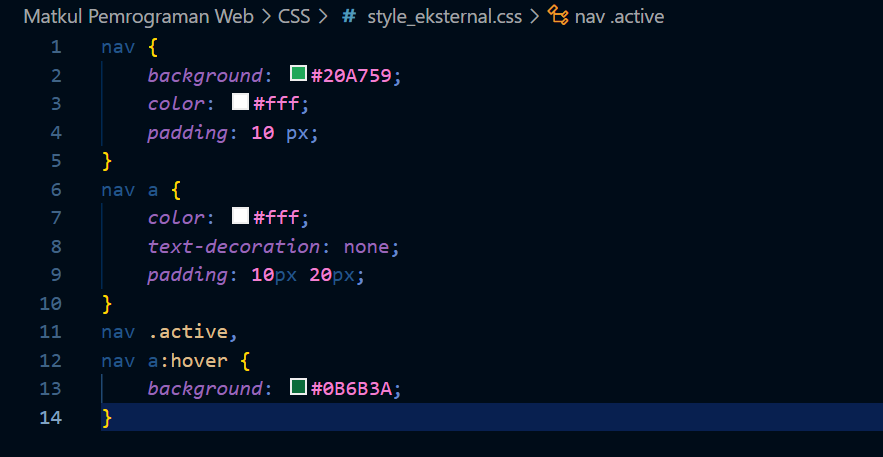 Matkul Pemrograman Web > CSS > # style_eksternal.css > nav .active
1 nav {
2     background: #20A759;
3     color: #fff;
4     padding: 10 px;
5 }
6 nav a {
7     color: #fff;
8     text-decoration: none;
9     padding: 10px 20px;
10 }
11 nav .active,
12 nav a:hover {
13     background: #0B6B3A;
14 }